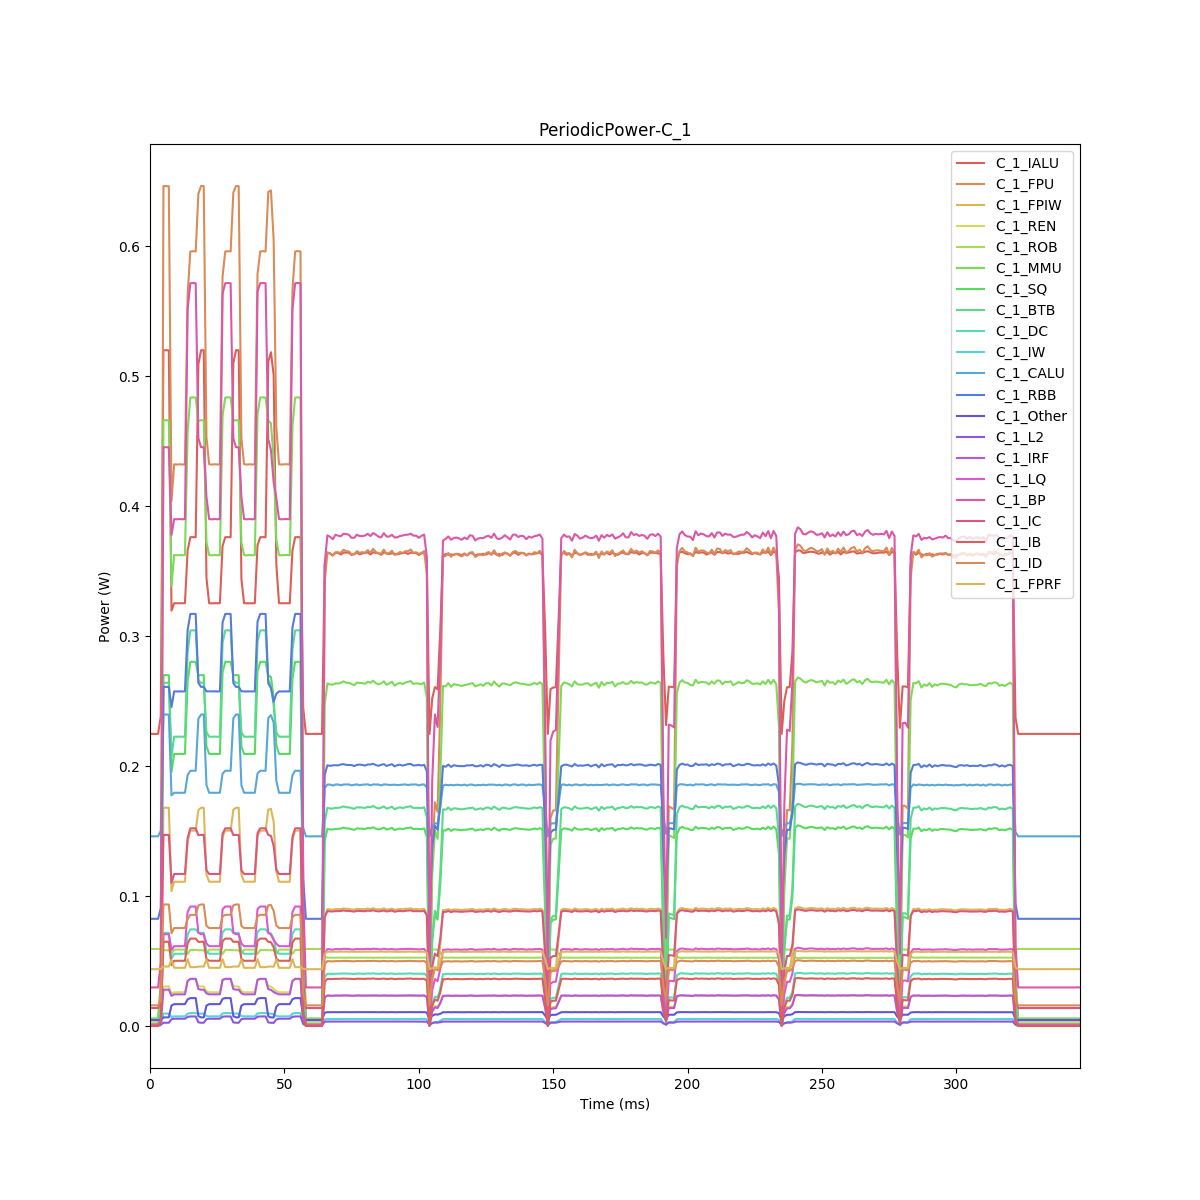 PeriodicPower-C_1
C_1_IALU
C_1_FPU
C_1_FPIW
C_1_REN
C_1_ROB
C_1_MMU
C_1_SQ
C_1_BTB
C_1_DC
C_1_IW
C_1_CALU
C_1_RBB
C_1_Other
C_1_L2
C_1_IRF
C_1_LQ
C_1_BP
C_1_IC
C_1_IB
C_1_ID
C_1_FPRF
0.6
0.5
0.4
0.3
0.2
0.1
0.0
Power (W)
0 50 100 150 200 250 300
Time (ms)